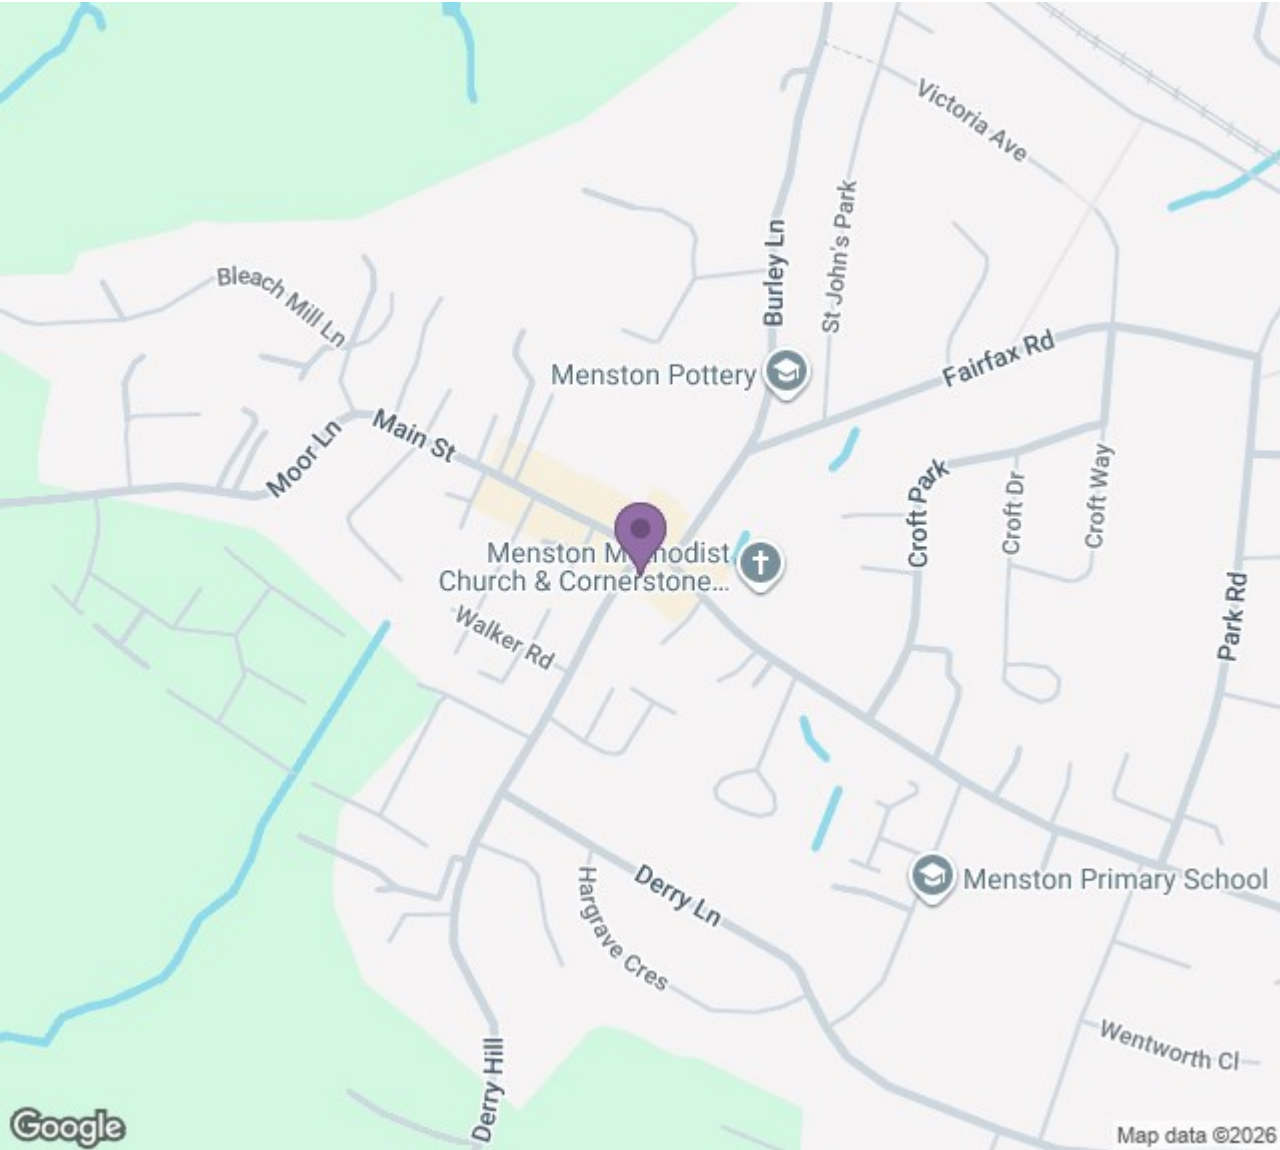 Victoria Ave
St John's Park
Burley Ln
Bleach Mill Ln
Fairfax Rd
Menston Pottery
Main St
Moor Ln
Croft Park
Croft Dr
Croft Way
Menston M  odist
Church & Cornerstone...
Park Rd
Walker Rd
Derry Ln
Menston Primary School
Hargrave Cres
Wentworth Cl
Derry Hill
Google
Map data ©2026